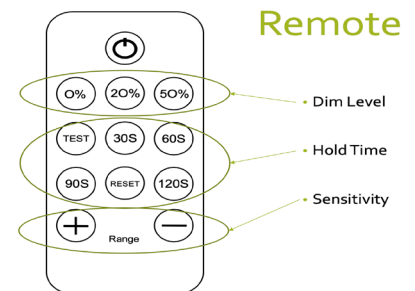 Remote
0% 20% 50%
Dim Level
TEST 30S 60S
Hold Time
90S RESET 120S
Sensitivity
+ Range −